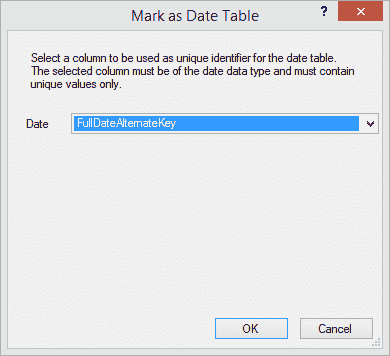 Mark as Date Table
?
Select a column to be used as unique identifier for the date table.
The selected column must be of the date data type and must contain
unique values only.
Date FullDateAlternateKey
OK Cancel